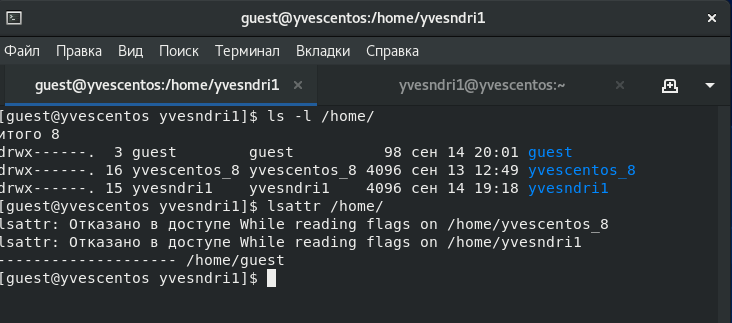 guest@yvescentos:/home/yvesndri1
Файл Правка Вид Поиск Терминал Вкладки Справка
guest@yvescentos:/home/yvesndri1 × yvesndri1@yvescentos:~ ×
[guest@yvescentos yvesndri1]$ ls -l /home/
итого 8
drwx------. 3 guest guest 98 сен 14 20:01 guest
drwx------. 16 yvescentos_8 yvescentos_8 4096 сен 13 12:49 yvescentos_8
drwx------. 15 yvesndri1 yvesndri1 4096 сен 14 19:18 yvesndri1
[guest@yvescentos yvesndri1]$ lsattr /home/
lsattr: Отказано в доступе While reading flags on /home/yvescentos_8
lsattr: Отказано в доступе While reading flags on /home/yvesndri1
-------------------- /home/guest
[guest@yvescentos yvesndri1]$